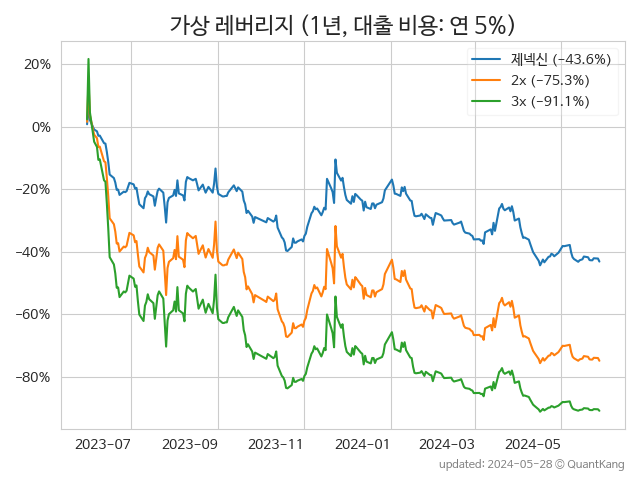 가상 레버리지 (1년, 대출 비용: 연 5%)
제넥신 (−43.6%)
2x (−75.3%)
3x (−91.1%)
20%
0%
−20%
−40%
−60%
−80%
2023-07 2023-09 2023-11 2024-01 2024-03 2024-05
updated: 2024-05-28 © QuantKang